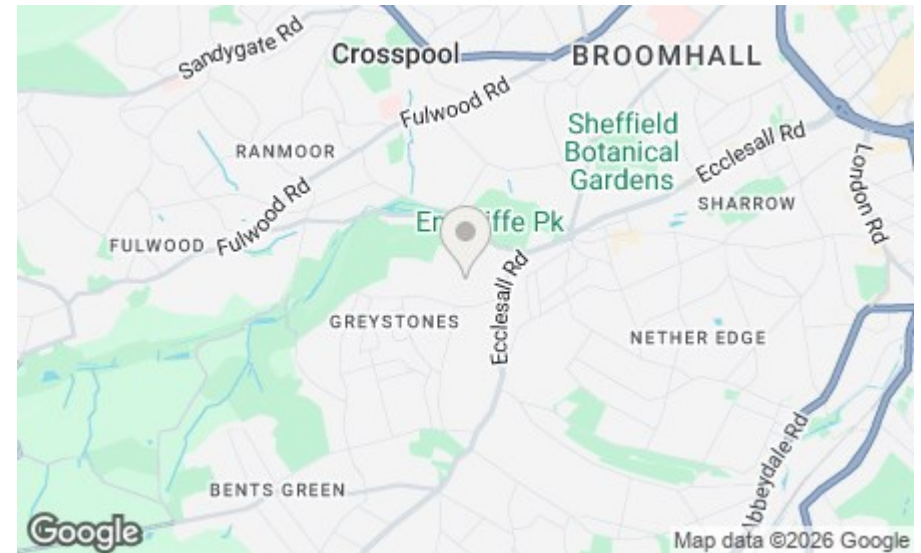 Sandygate Rd
Crosspool
BROOMHALL
Fulwood Rd
Sheffield
Botanical
Gardens
Ecclesall Rd
London Rd
RANMOOR
SHARROW
Fulwood Rd
FULWOOD
Pk
Ecclesall Rd
GREYSTONES
NETHER EDGE
Abbeydale Rd
BENTS GREEN
Google
Map data ©2026 Google